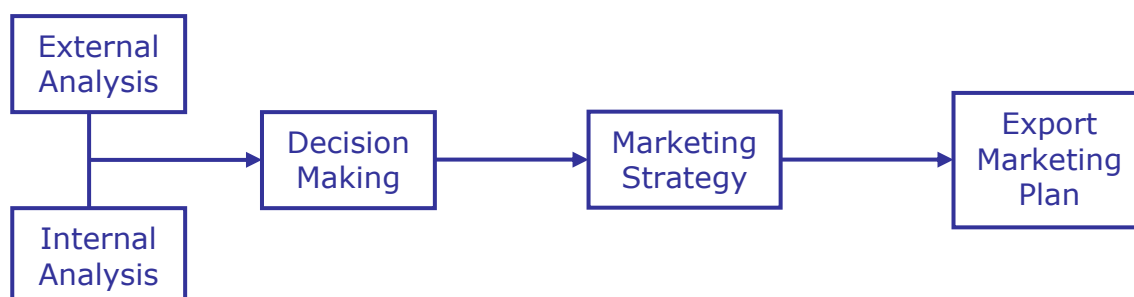 External
Analysis
Decision
Making
Marketing
Strategy
Export
Marketing
Plan
Internal
Analysis